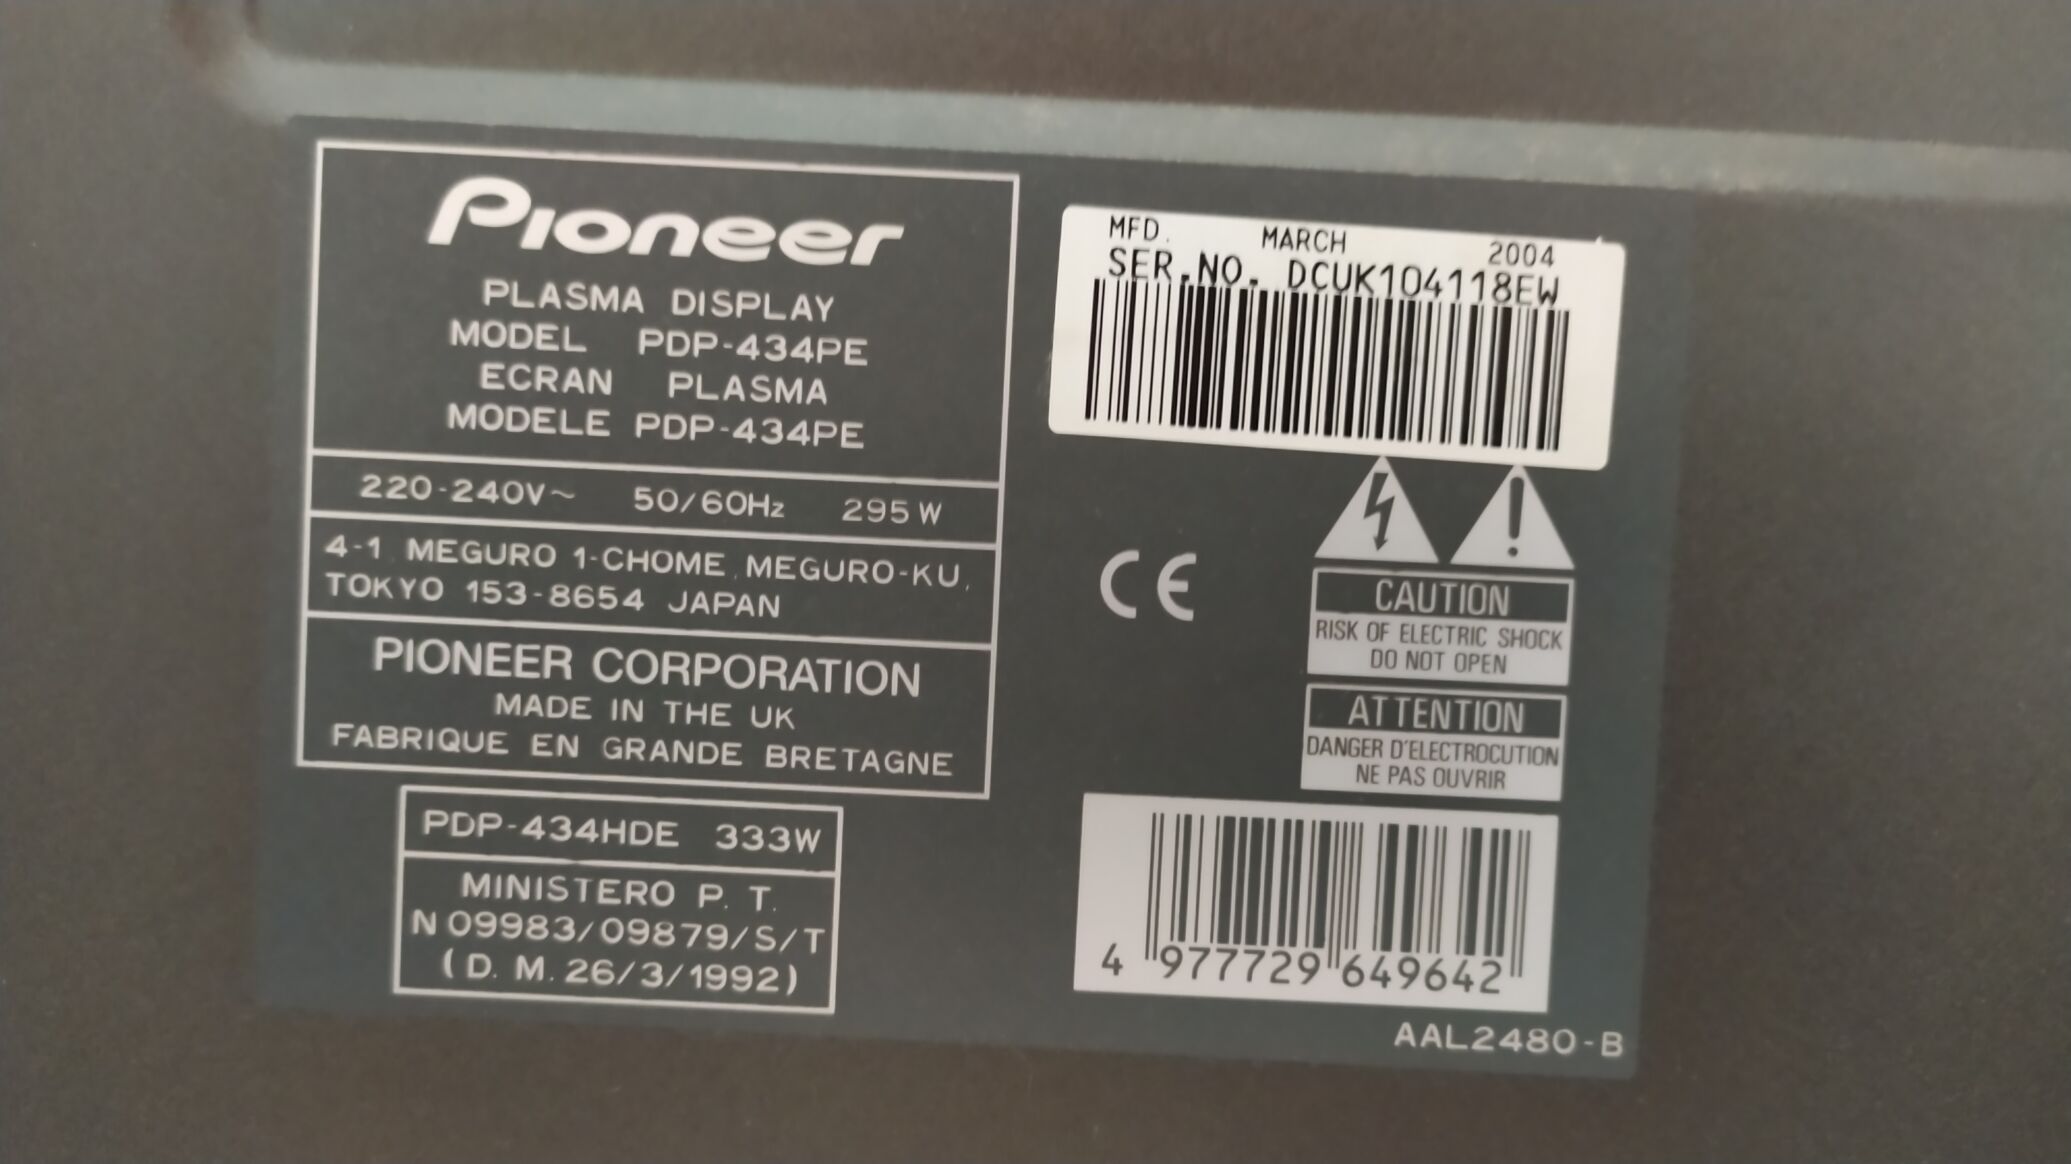 Pioneer
PLASMA DISPLAY
MODEL PDP-434PE
ECRAN PLASMA
MODELE PDP-434PE
220-240V~ 50/60Hz 295W
4-1 MEGURO 1-CHOME, MEGURO-KU,
TOKYO 153-8654 JAPAN
PIONEER CORPORATION
MADE IN THE UK
FABRIQUE EN GRANDE BRETAGNE
PDP-434HDE 333W
MINISTERO P. T.
N 09983/09879/S/T
(D. M. 26/3/1992)
MFD. MARCH 2004
SER.NO. DCUK104118EW
CE
CAUTION
RISK OF ELECTRIC SHOCK
DO NOT OPEN
ATTENTION
DANGER D'ELECTROCUTION
NE PAS OUVRIR
4 977729 649642
AAL2480-B